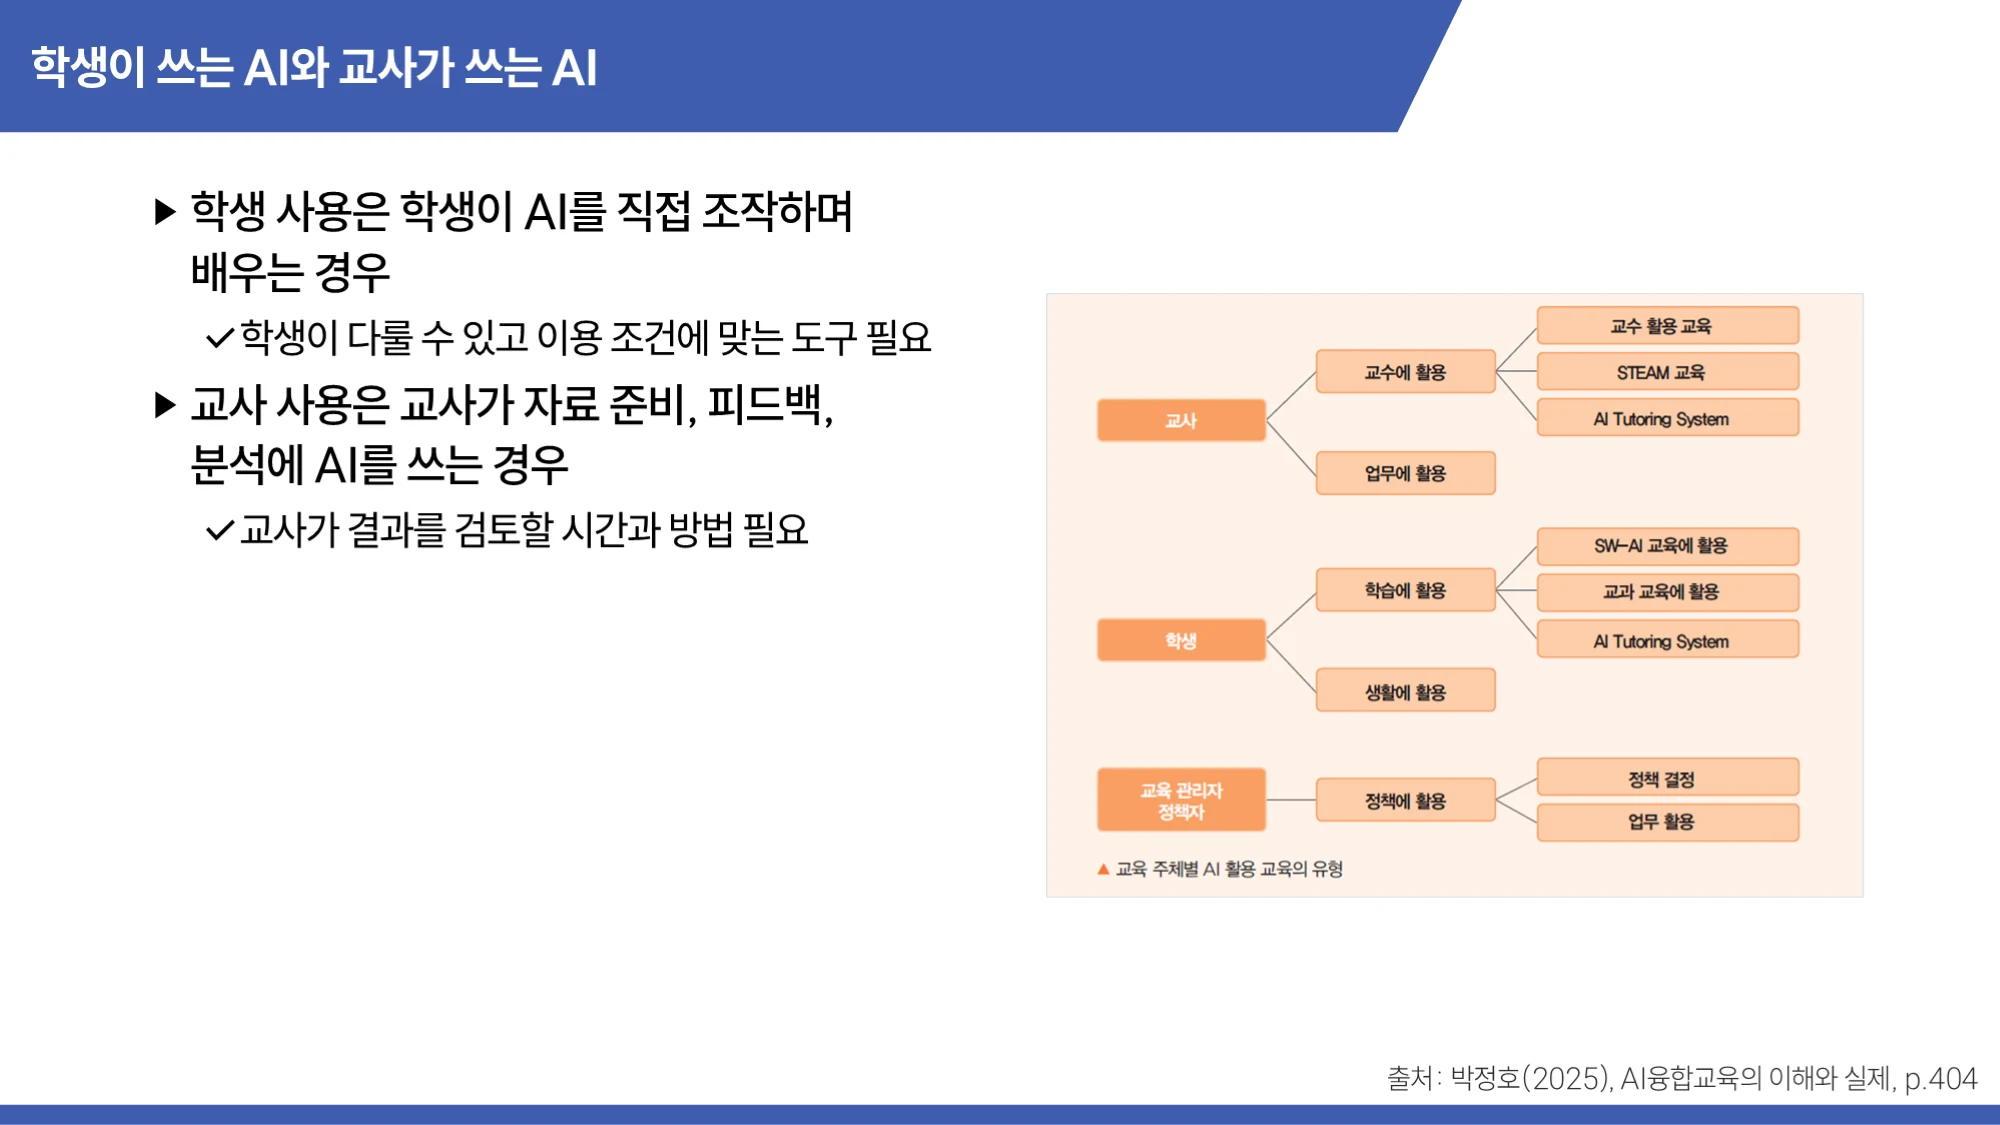 학생이 쓰는 AI와 교사가 쓰는 AI
▶ 학생 사용은 학생이 AI를 직접 조작하며
배우는 경우
✓학생이 다룰 수 있고 이용 조건에 맞는 도구 필요
▶ 교사 사용은 교사가 자료 준비, 피드백,
분석에 AI를 쓰는 경우
✓교사가 결과를 검토할 시간과 방법 필요
교사
교수에 활용
교수 활용 교육
STEAM 교육
AI Tutoring System
업무에 활용
학생
학습에 활용
SW-AI 교육에 활용
교과 교육에 활용
AI Tutoring System
생활에 활용
교육 관리자
정책자
정책에 활용
정책 결정
업무 활용
▲ 교육 주체별 AI 활용 교육의 유형
출처: 박정호(2025), AI융합교육의 이해와 실제, p.404